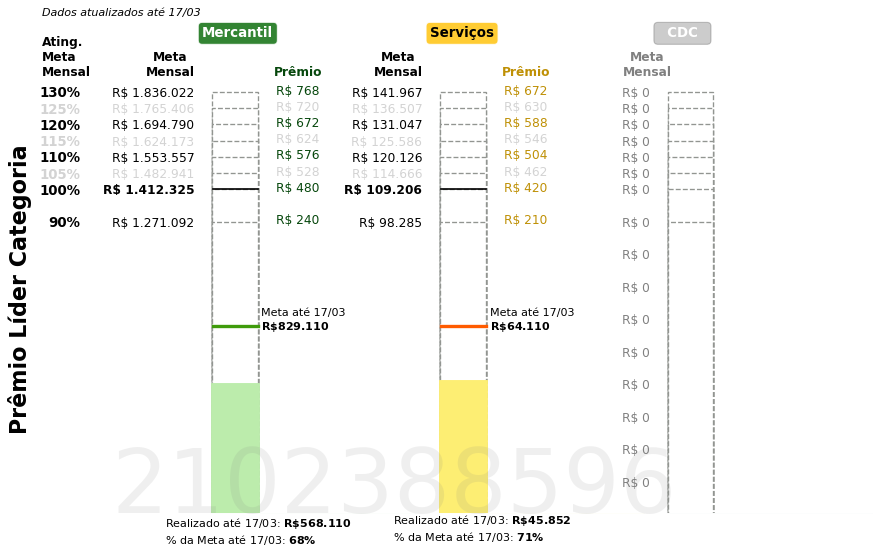 Dados atualizados até 17/03
Mercantil Serviços CDC
Ating.
Meta Meta Meta Meta
Mensal Mensal Prêmio Mensal Prêmio Mensal
130% R$ 1.836.022 R$ 768 R$ 141.967 R$ 672 R$ 0
125% R$ 1.765.406 R$ 720 R$ 136.507 R$ 630 R$ 0
120% R$ 1.694.790 R$ 672 R$ 131.047 R$ 588 R$ 0
115% R$ 1.624.173 R$ 624 R$ 125.586 R$ 546 R$ 0
110% R$ 1.553.557 R$ 576 R$ 120.126 R$ 504 R$ 0
105% R$ 1.482.941 R$ 528 R$ 114.666 R$ 462 R$ 0
100% R$ 1.412.325 R$ 480 R$ 109.206 R$ 420 R$ 0
90% R$ 1.271.092 R$ 240 R$ 98.285 R$ 210 R$ 0
R$ 0
R$ 0
Meta até 17/03 Meta até 17/03
R$829.110 R$64.110 R$ 0
R$ 0
R$ 0
R$ 0
R$ 0
R$ 0
Prêmio Líder Categoria
2102388596
Realizado até 17/03: R$568.110 Realizado até 17/03: R$45.852
% da Meta até 17/03: 68% % da Meta até 17/03: 71%